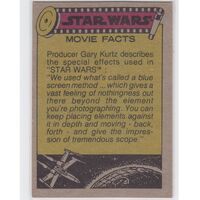 STAR WARS
MOVIE FACTS
Producer Gary Kurtz describes
the special effects used in
"STAR WARS™":
"We used what's called a blue
screen method ... which gives a
vast feeling of nothingness out
there beyond the element
you're photographing. You can
keep placing elements against
it in depth and moving - back,
forth - and give the impres-
sion of tremendous scope."